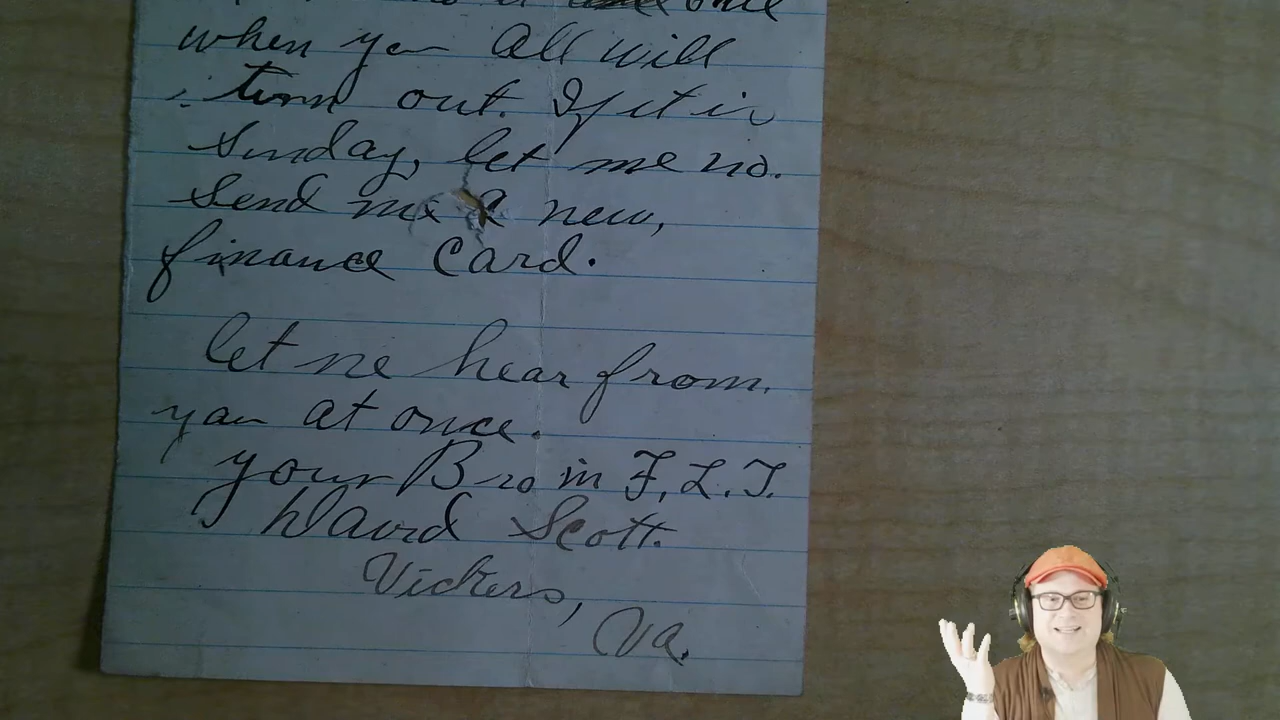 when you all will
turn out. If it is
Sunday, let me no.
Send me a new,
finance Card.
let me hear from,
you at once.
your Bro in F. L. T.
David Scott.
Vickers,
Va.